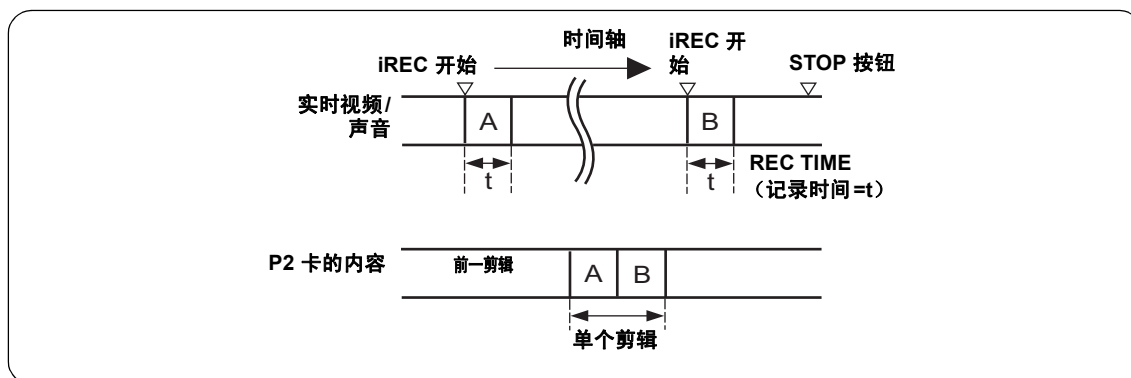 时间轴
iREC 开始
iREC 开
始
STOP 按钮
实时视频/
声音
A
B
t
t
REC TIME
（记录时间=t）
P2 卡的内容
前一剪辑
A
B
单个剪辑